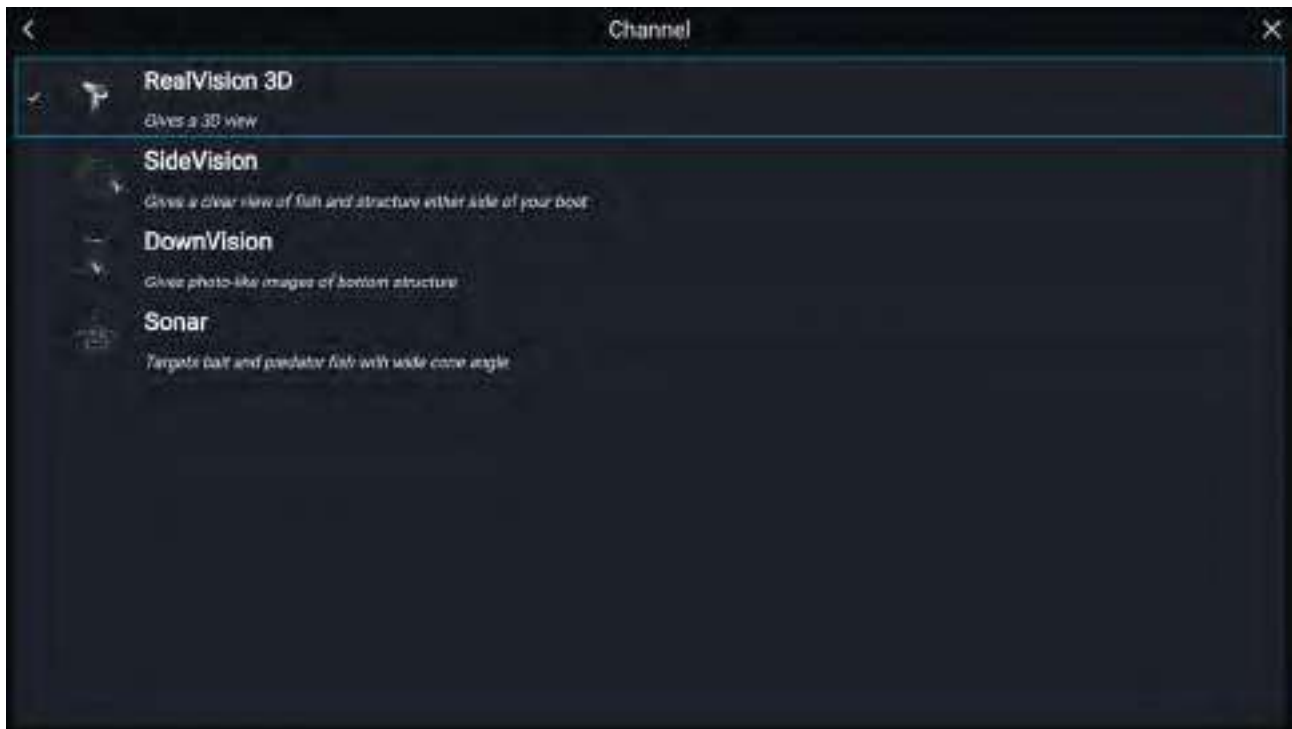 Channel
RealVision 3D
Gives a 3D view
SideVision
Gives a clear view of fish and structure either side of your boat
DownVision
Gives photo-like images of bottom structure
Sonar
Targets bait and predator fish with wide cone angle